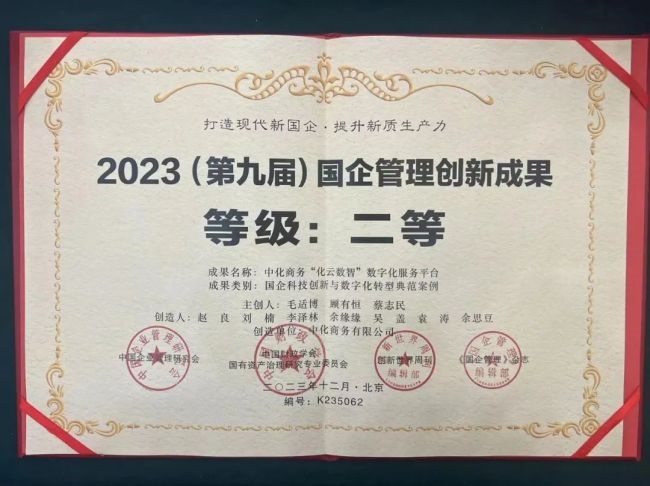 打造现代新国企·提升新质生产力
2023（第九届）国企管理创新成果
等级：二等
成果名称：中化商务“化云数智”数字化服务平台
成果类别：国企科技创新与数字化转型典范案例
主创人：毛适博 顾有恒 蔡志民
创造人：赵良 刘楠 李泽林 余缘缘 吴盖 袁涛 余思豆
创造单位：中化商务有限公司
中国企业管理研究会 中国财政学会 创新世界周刊 《国企管理》杂志
国有资产治理研究专业委员会
二〇二三年十二月·北京
编号：K235062